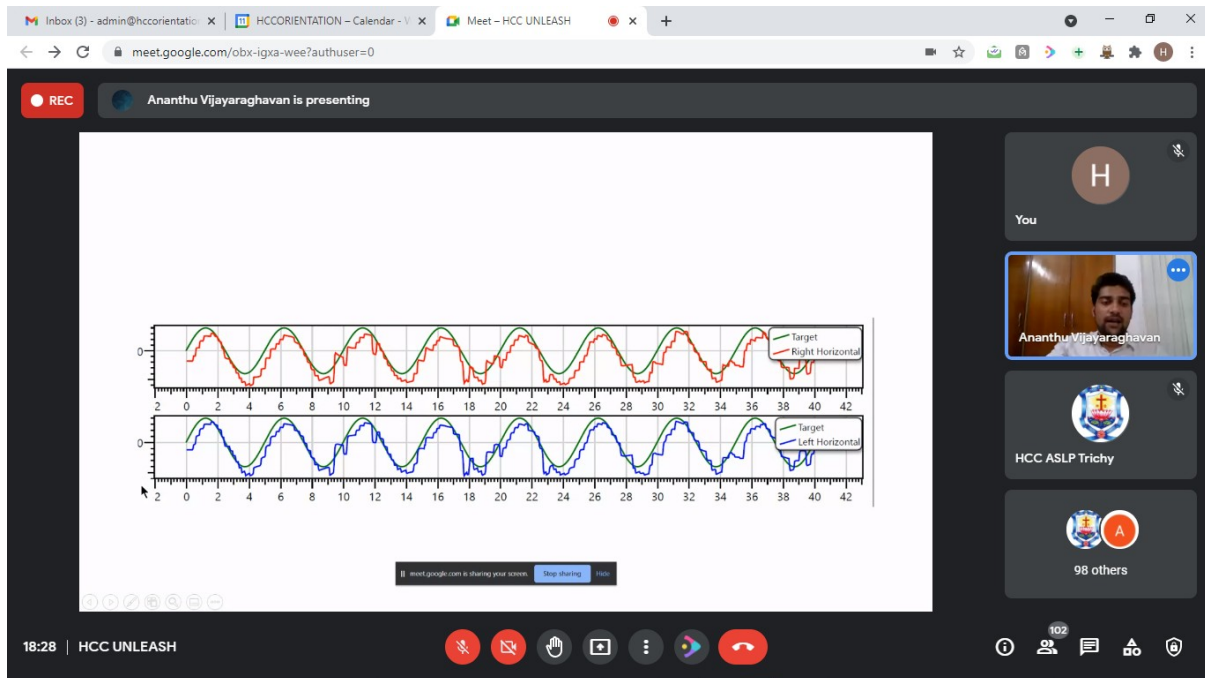 Inbox (3) - admin@hccorientatio
HCCORIENTATION – Calendar - V
Meet – HCC UNLEASH
meet.google.com/obx-igxa-wee?authuser=0
H
REC
Ananthu Vijayaraghavan is presenting
0
Target
Right Horizontal
2 0 2 4 6 8 10 12 14 16 18 20 22 24 26 28 30 32 34 36 38 40 42
0
Target
Left Horizontal
2 0 2 4 6 8 10 12 14 16 18 20 22 24 26 28 30 32 34 36 38 40 42
meet.google.com is sharing your screen. Stop sharing Hide
H
You
Ananthu Vijayaraghavan
HCC ASLP Trichy
A
98 others
18:28 | HCC UNLEASH
102